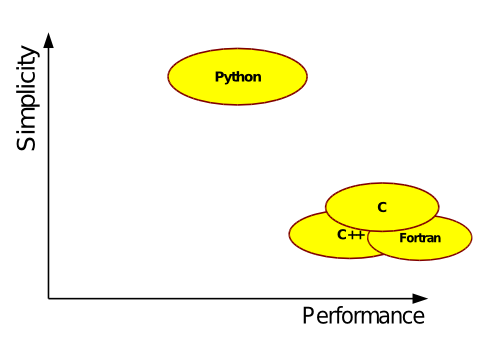 Simplicity
Python
C
C++
Fortran
Performance